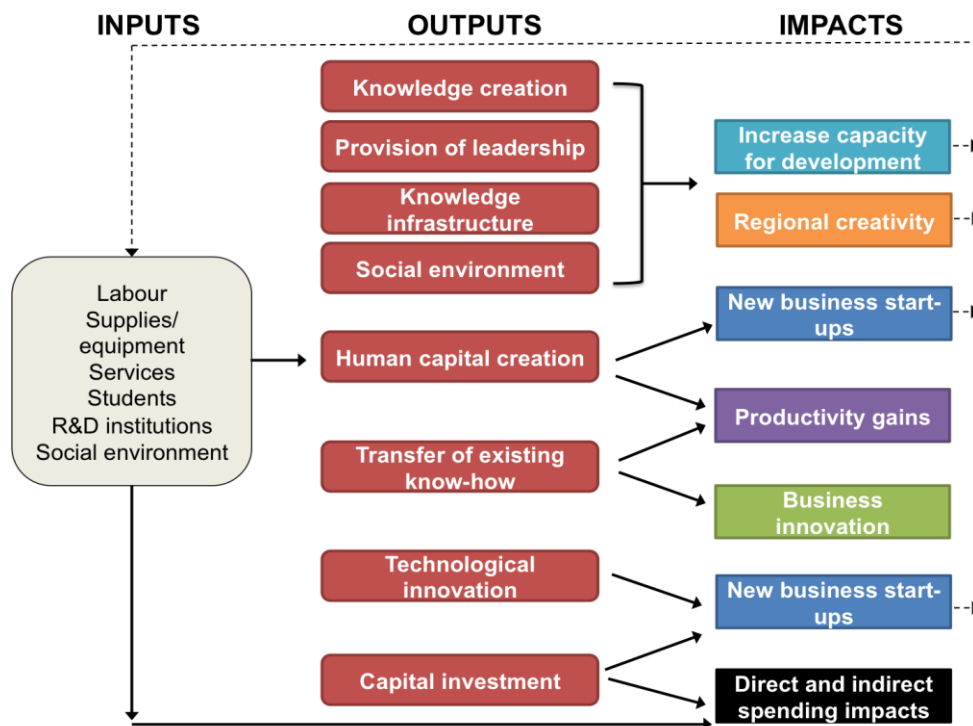 INPUTS
OUTPUTS
IMPACTS
Knowledge creation
Provision of leadership
Knowledge
infrastructure
Social environment
Human capital creation
Transfer of existing
know-how
Technological
innovation
Capital investment
Labour
Supplies/
equipment
Services
Students
R&D institutions
Social environment
Increase capacity
for development
Regional creativity
New business start-
ups
Productivity gains
Business
innovation
New business start-
ups
Direct and indirect
spending impacts